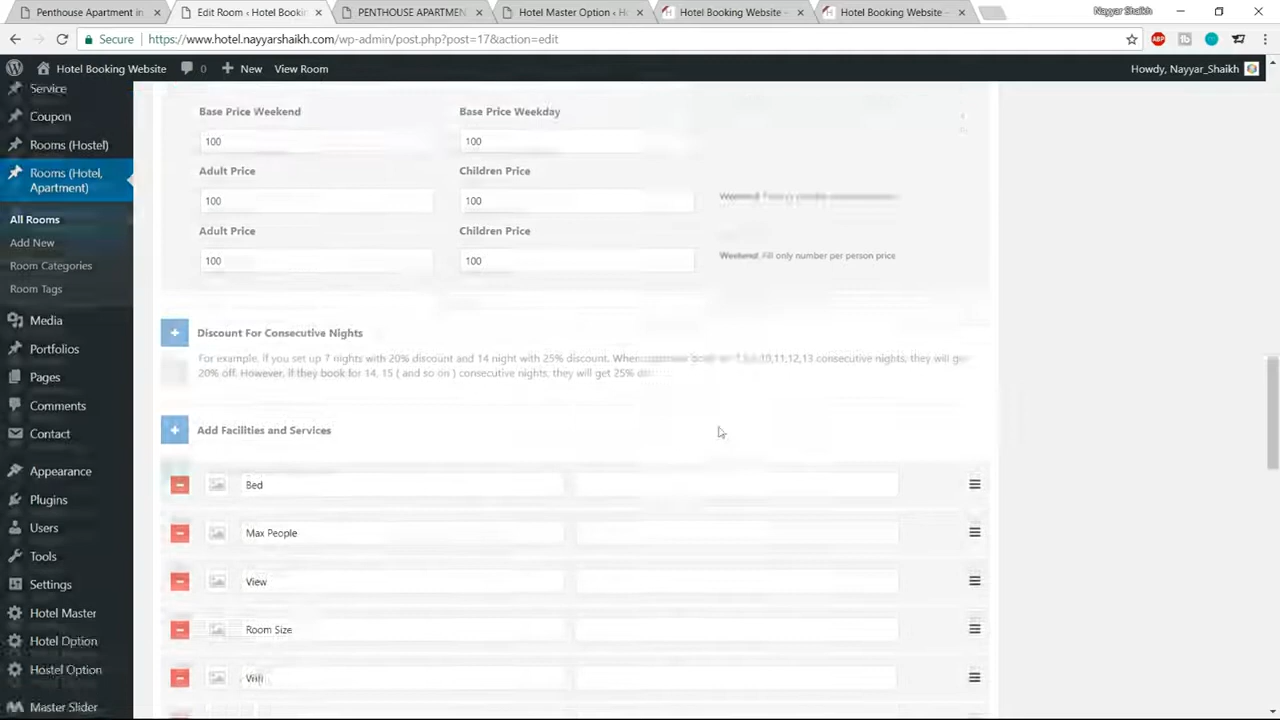 Penthouse Apartment in
Edit Room ‹ Hotel Bookin
PENTHOUSE APARTMEN
Hotel Master Option ‹ H
Hotel Booking Website –
Hotel Booking Website –
Nayyar Shaikh
Secure
https://www.hotel.nayyarshaikh.com/wp-admin/post.php?post=17&action=edit
ABP
Hotel Booking Website
0
New
View Room
Howdy, Nayyar_Shaikh
Service
Coupon
Rooms (Hostel)
Rooms (Hotel,
Apartment)
All Rooms
Add New
Room Categories
Room Tags
Media
Portfolios
Pages
Comments
Contact
Appearance
Plugins
Users
Tools
Settings
Hotel Master
Hotel Option
Hostel Option
Master Slider
Base Price Weekend
Base Price Weekday
100
100
Adult Price
Children Price
100
100
Adult Price
Children Price
100
100
Weekend. Fill only number per person price
Discount For Consecutive Nights
For example, if you set up 7 nights with 20% discount and 14 night with 25% discount. When 10,11,12,13 consecutive nights, they will get
20% off. However, if they book for 14, 15 ( and so on ) consecutive nights, they will get 25%
Add Facilities and Services
Bed
Max People
View
Room Size
Wifi